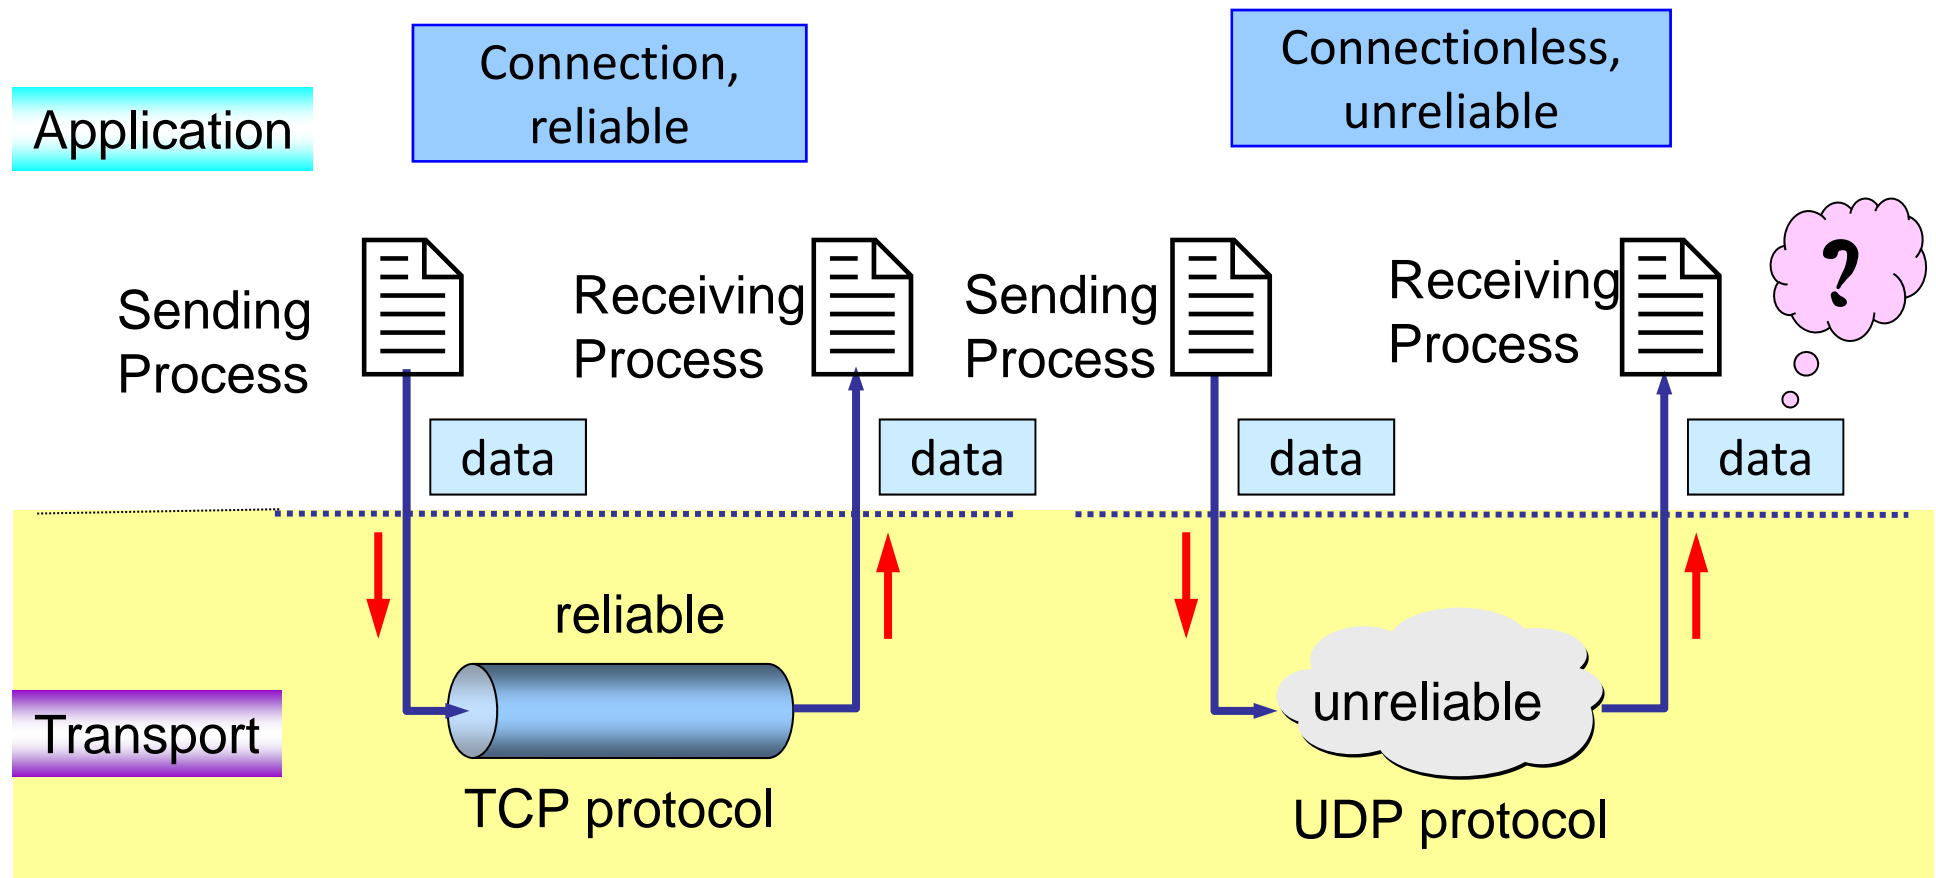 Connection,
reliable
Connectionless,
unreliable
Application
?
Sending
Process
Receiving
Process
Sending
Process
Receiving
Process
data
data
data
data
reliable
unreliable
Transport
TCP protocol
UDP protocol